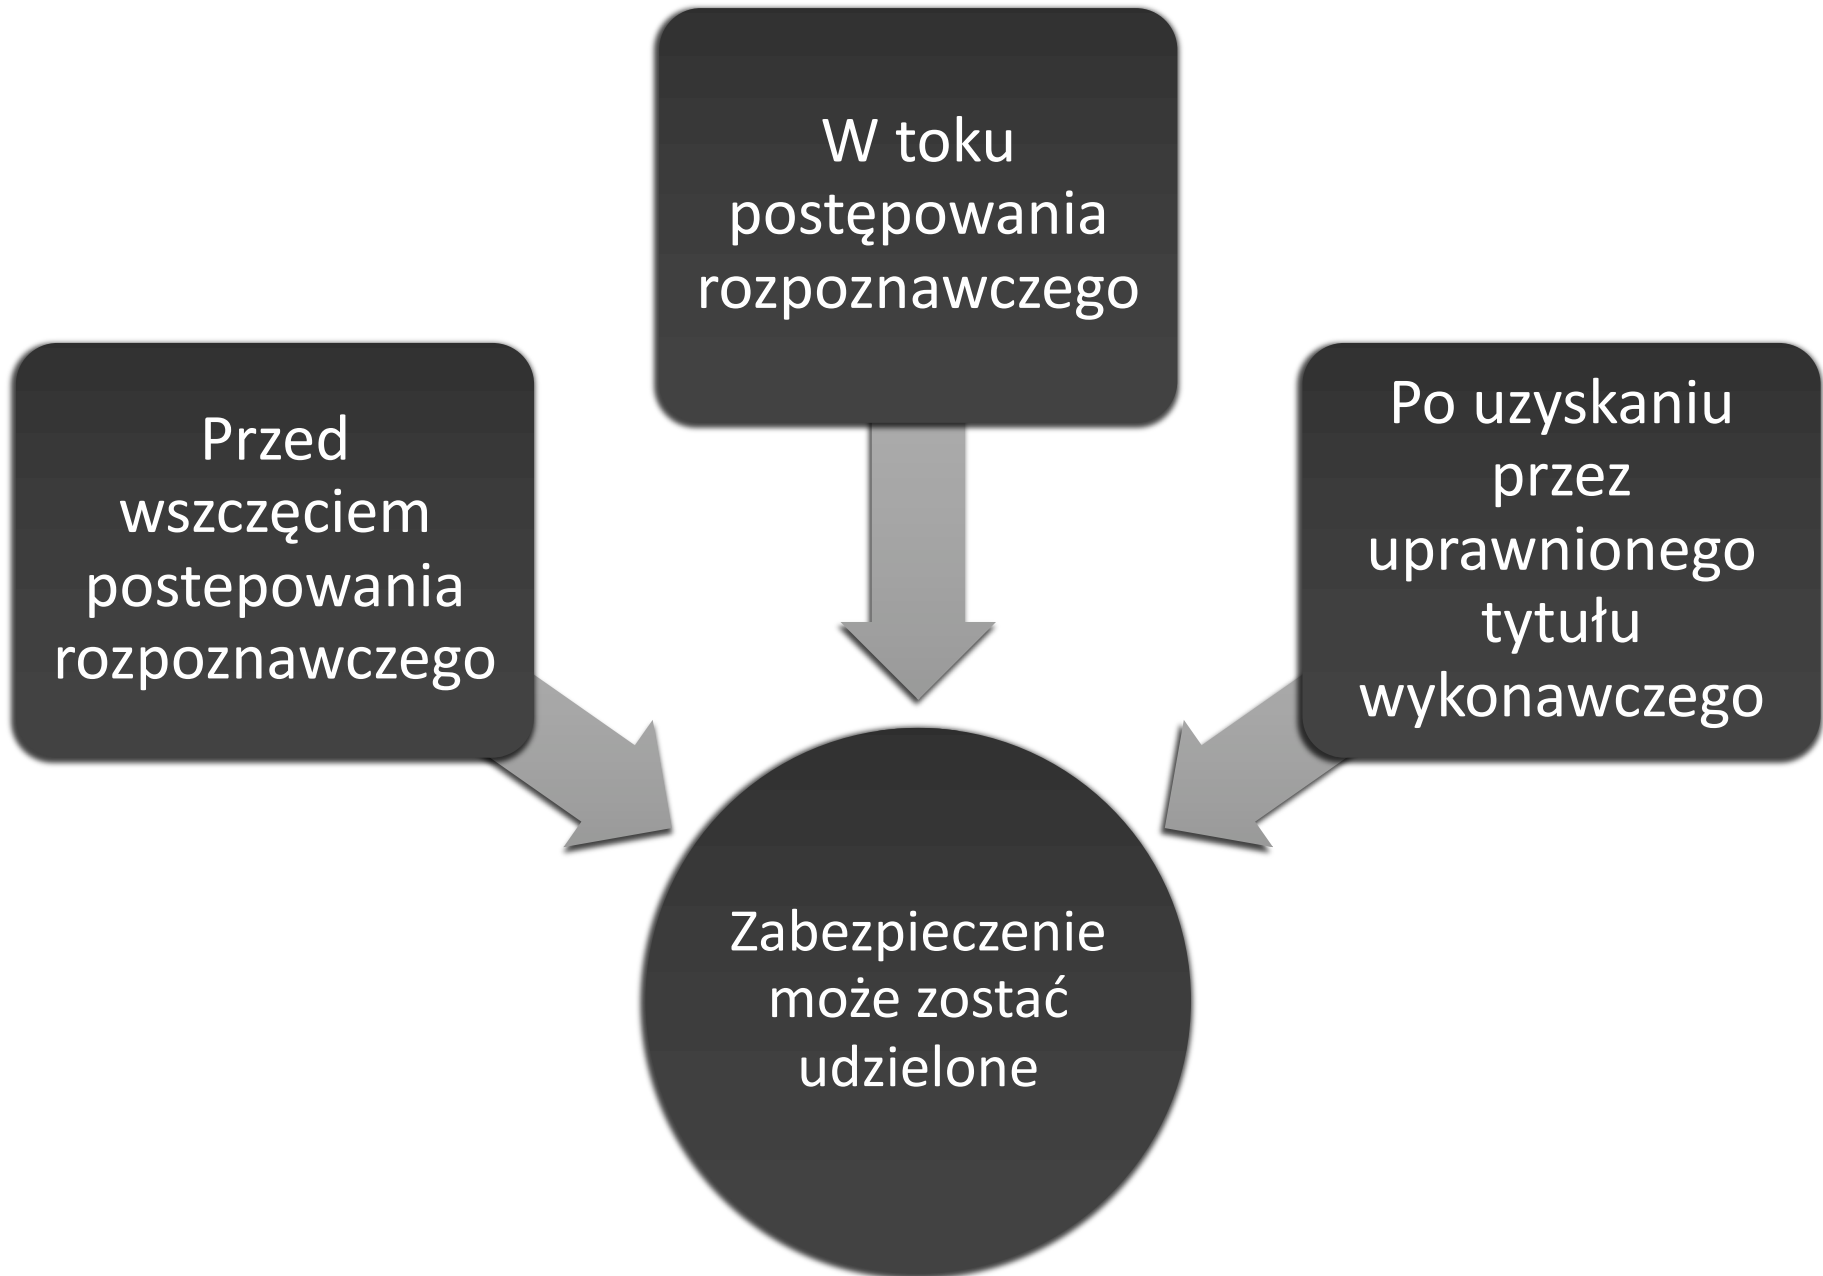 W toku
postępowania
rozpoznawczego
Przed
wszczęciem
postepowania
rozpoznawczego
Po uzyskaniu
przez
uprawnionego
tytułu
wykonawczego
Zabezpieczenie
może zostać
udzielone